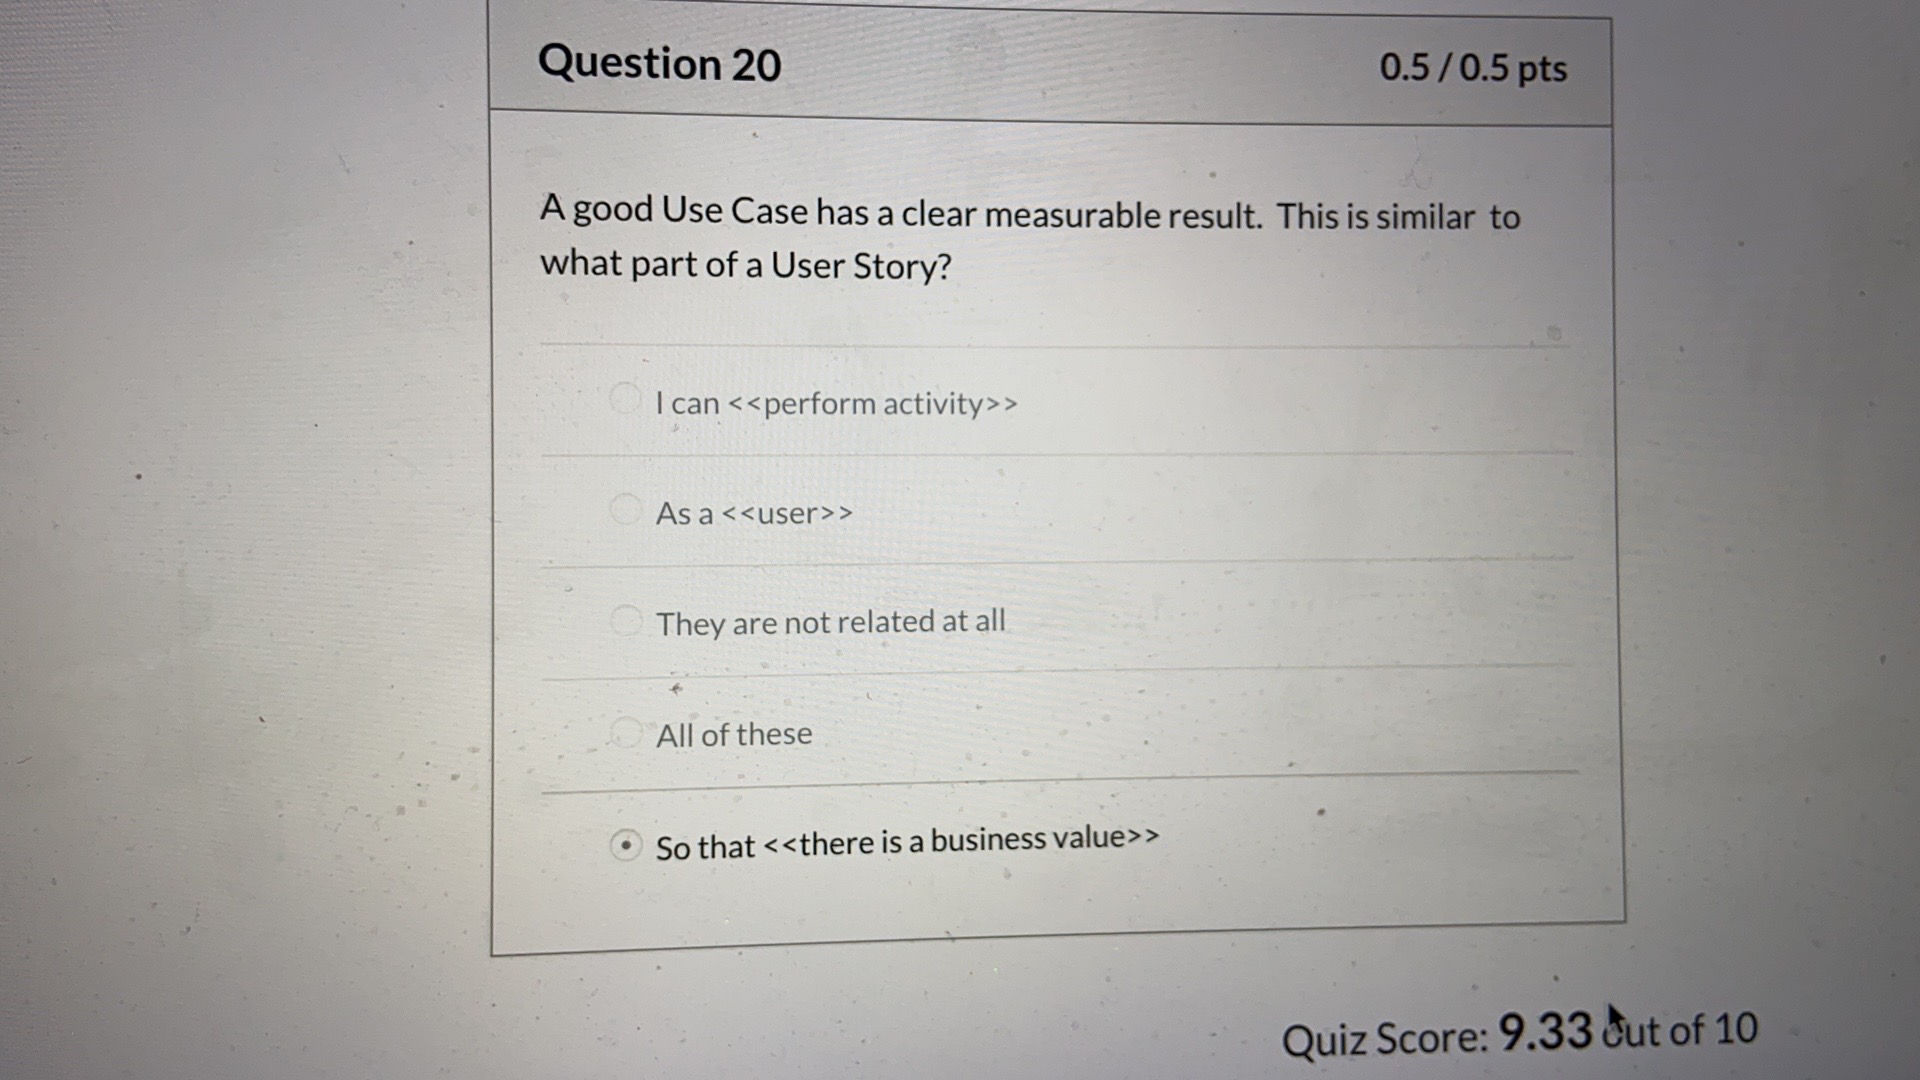 Question 20
0.5 / 0.5 pts
A good Use Case has a clear measurable result. This is similar to
what part of a User Story?
I can <<perform activity>>
As a <<user>>
They are not related at all
All of these
So that <<there is a business value>>
Quiz Score: 9.33 out of 10